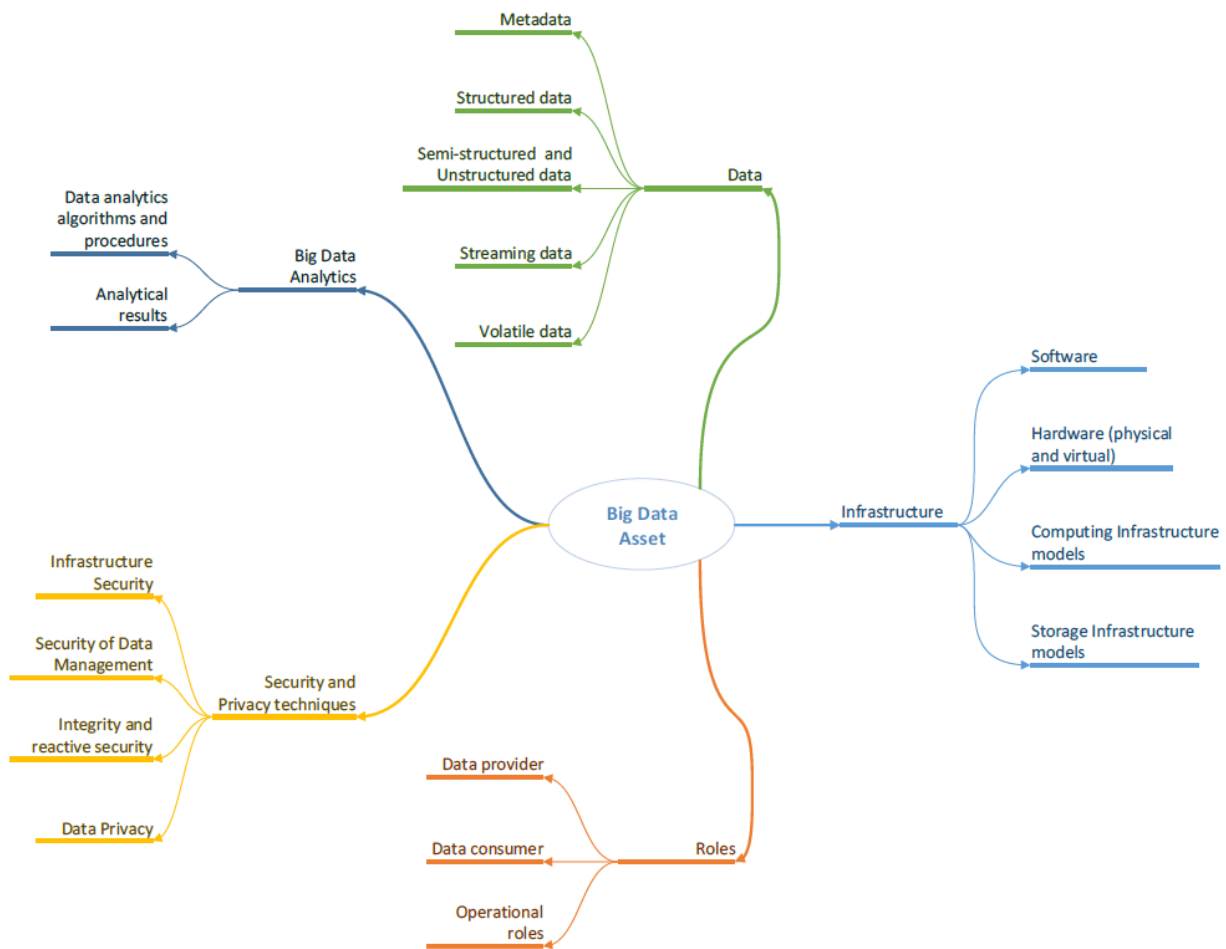 Metadata
Structured data
Semi-structured and
Unstructured data
Data
Streaming data
Volatile data
Data analytics
algorithms and
procedures
Big Data
Analytics
Analytical
results
Software
Hardware (physical
and virtual)
Infrastructure
Computing Infrastructure
models
Storage Infrastructure
models
Big Data
Asset
Infrastructure
Security
Security of Data
Management
Security and
Privacy techniques
Integrity and
reactive security
Data Privacy
Data provider
Data consumer
Roles
Operational
roles